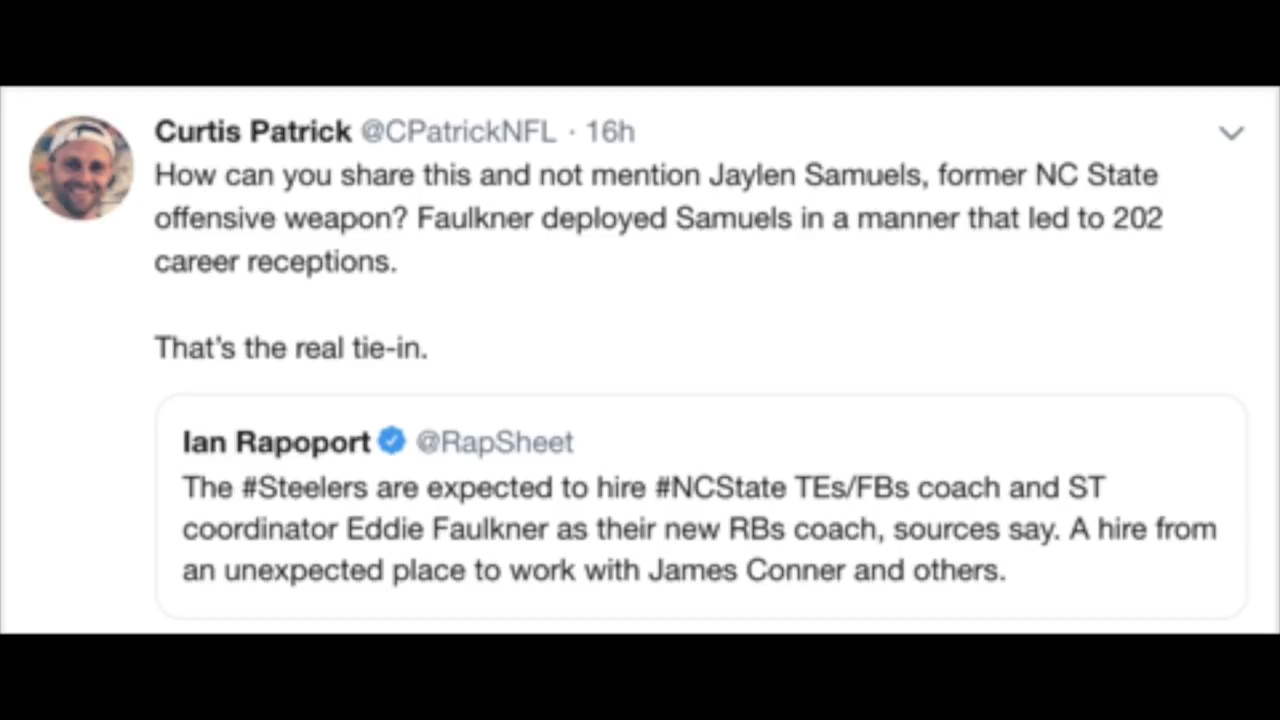 Curtis Patrick @CPatrickNFL · 16h
How can you share this and not mention Jaylen Samuels, former NC State
offensive weapon? Faulkner deployed Samuels in a manner that led to 202
career receptions.
That's the real tie-in.
Ian Rapoport @RapSheet
The #Steelers are expected to hire #NCState TEs/FBs coach and ST
coordinator Eddie Faulkner as their new RBs coach, sources say. A hire from
an unexpected place to work with James Conner and others.